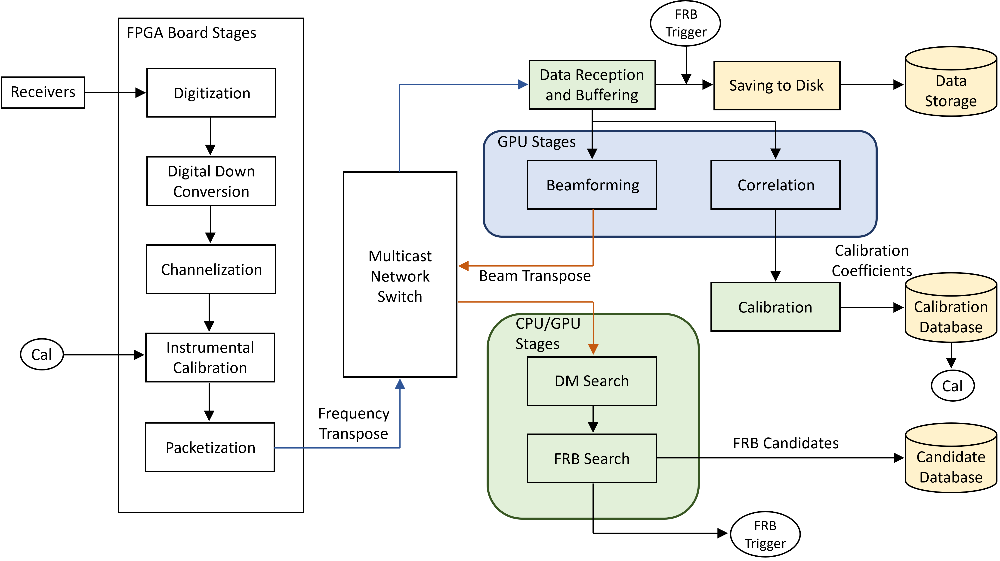 FPGA Board Stages
Receivers
Digitization
Digital Down
Conversion
Channelization
Cal
Instrumental
Calibration
Packetization
Frequency
Transpose
Multicast
Network
Switch
FRB
Trigger
Data Reception
and Buffering
Saving to Disk
Data
Storage
GPU Stages
Beamforming
Correlation
Beam Transpose
Calibration
Coefficients
Calibration
Calibration
Database
Cal
CPU/GPU
Stages
DM Search
FRB Search
FRB Candidates
Candidate
Database
FRB
Trigger